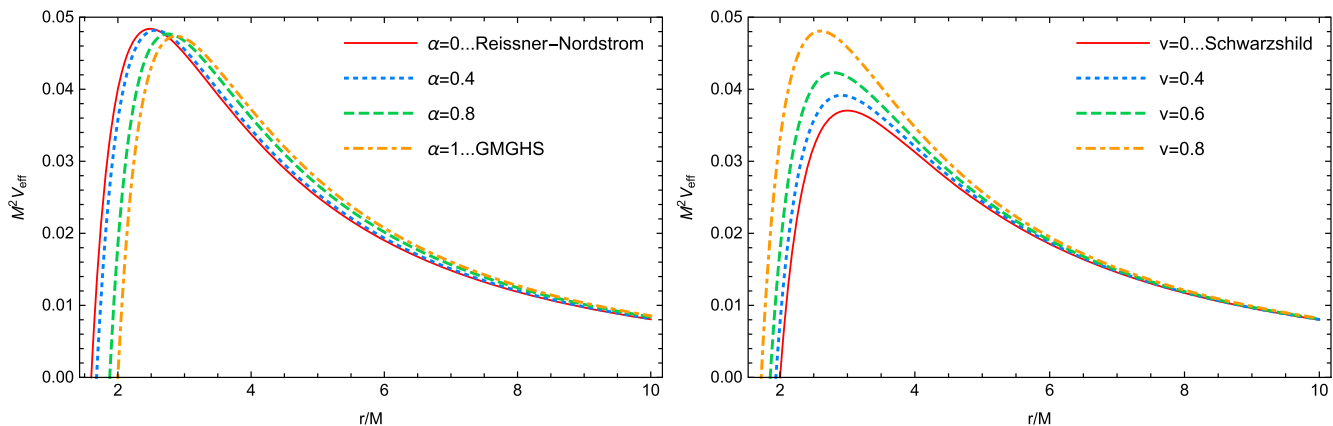 0.05
0.04
0.03
0.02
0.01
0.00
M²V_eff
α=0...Reissner–Nordstrom
α=0.4
α=0.8
α=1...GMGHS
2
4
6
8
10
r/M
0.05
0.04
0.03
0.02
0.01
0.00
M²V_eff
v=0...Schwarzshild
v=0.4
v=0.6
v=0.8
2
4
6
8
10
r/M